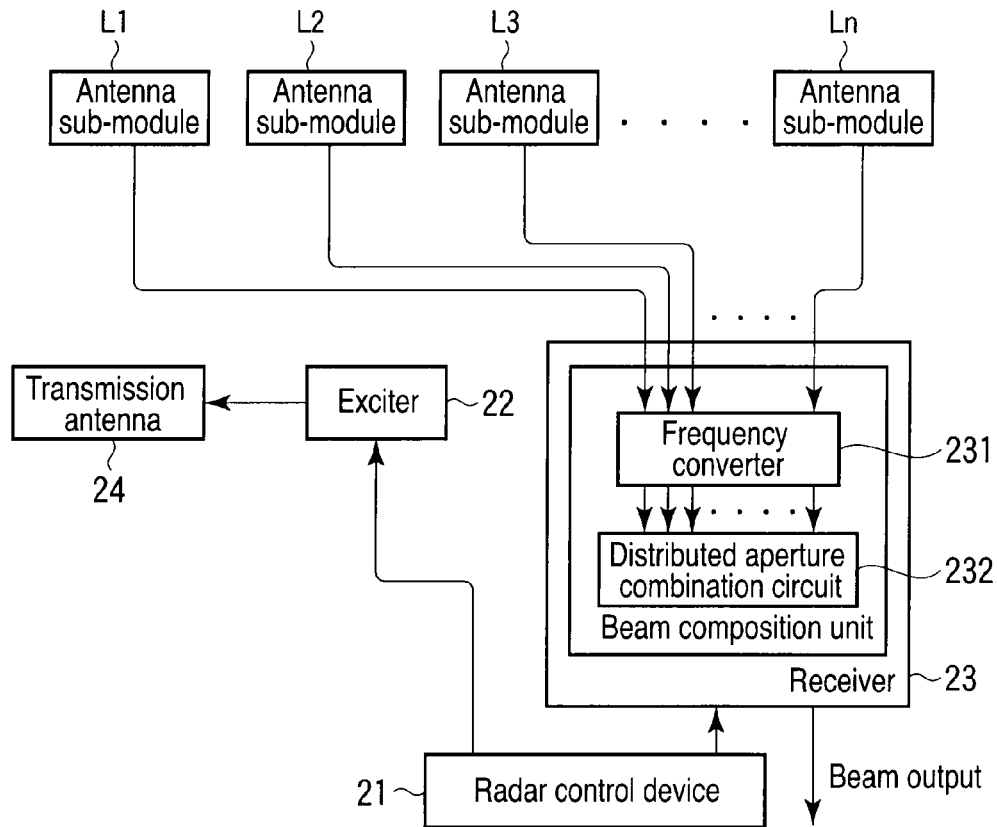 L1
L2
L3
Ln
Antenna
sub-module
Antenna
sub-module
Antenna
sub-module
. . . .
Antenna
sub-module
. . . .
Transmission
antenna
24
Exciter
22
Frequency
converter
231
. . . .
Distributed aperture
combination circuit
232
Beam composition unit
Receiver
23
21
Radar control device
Beam output